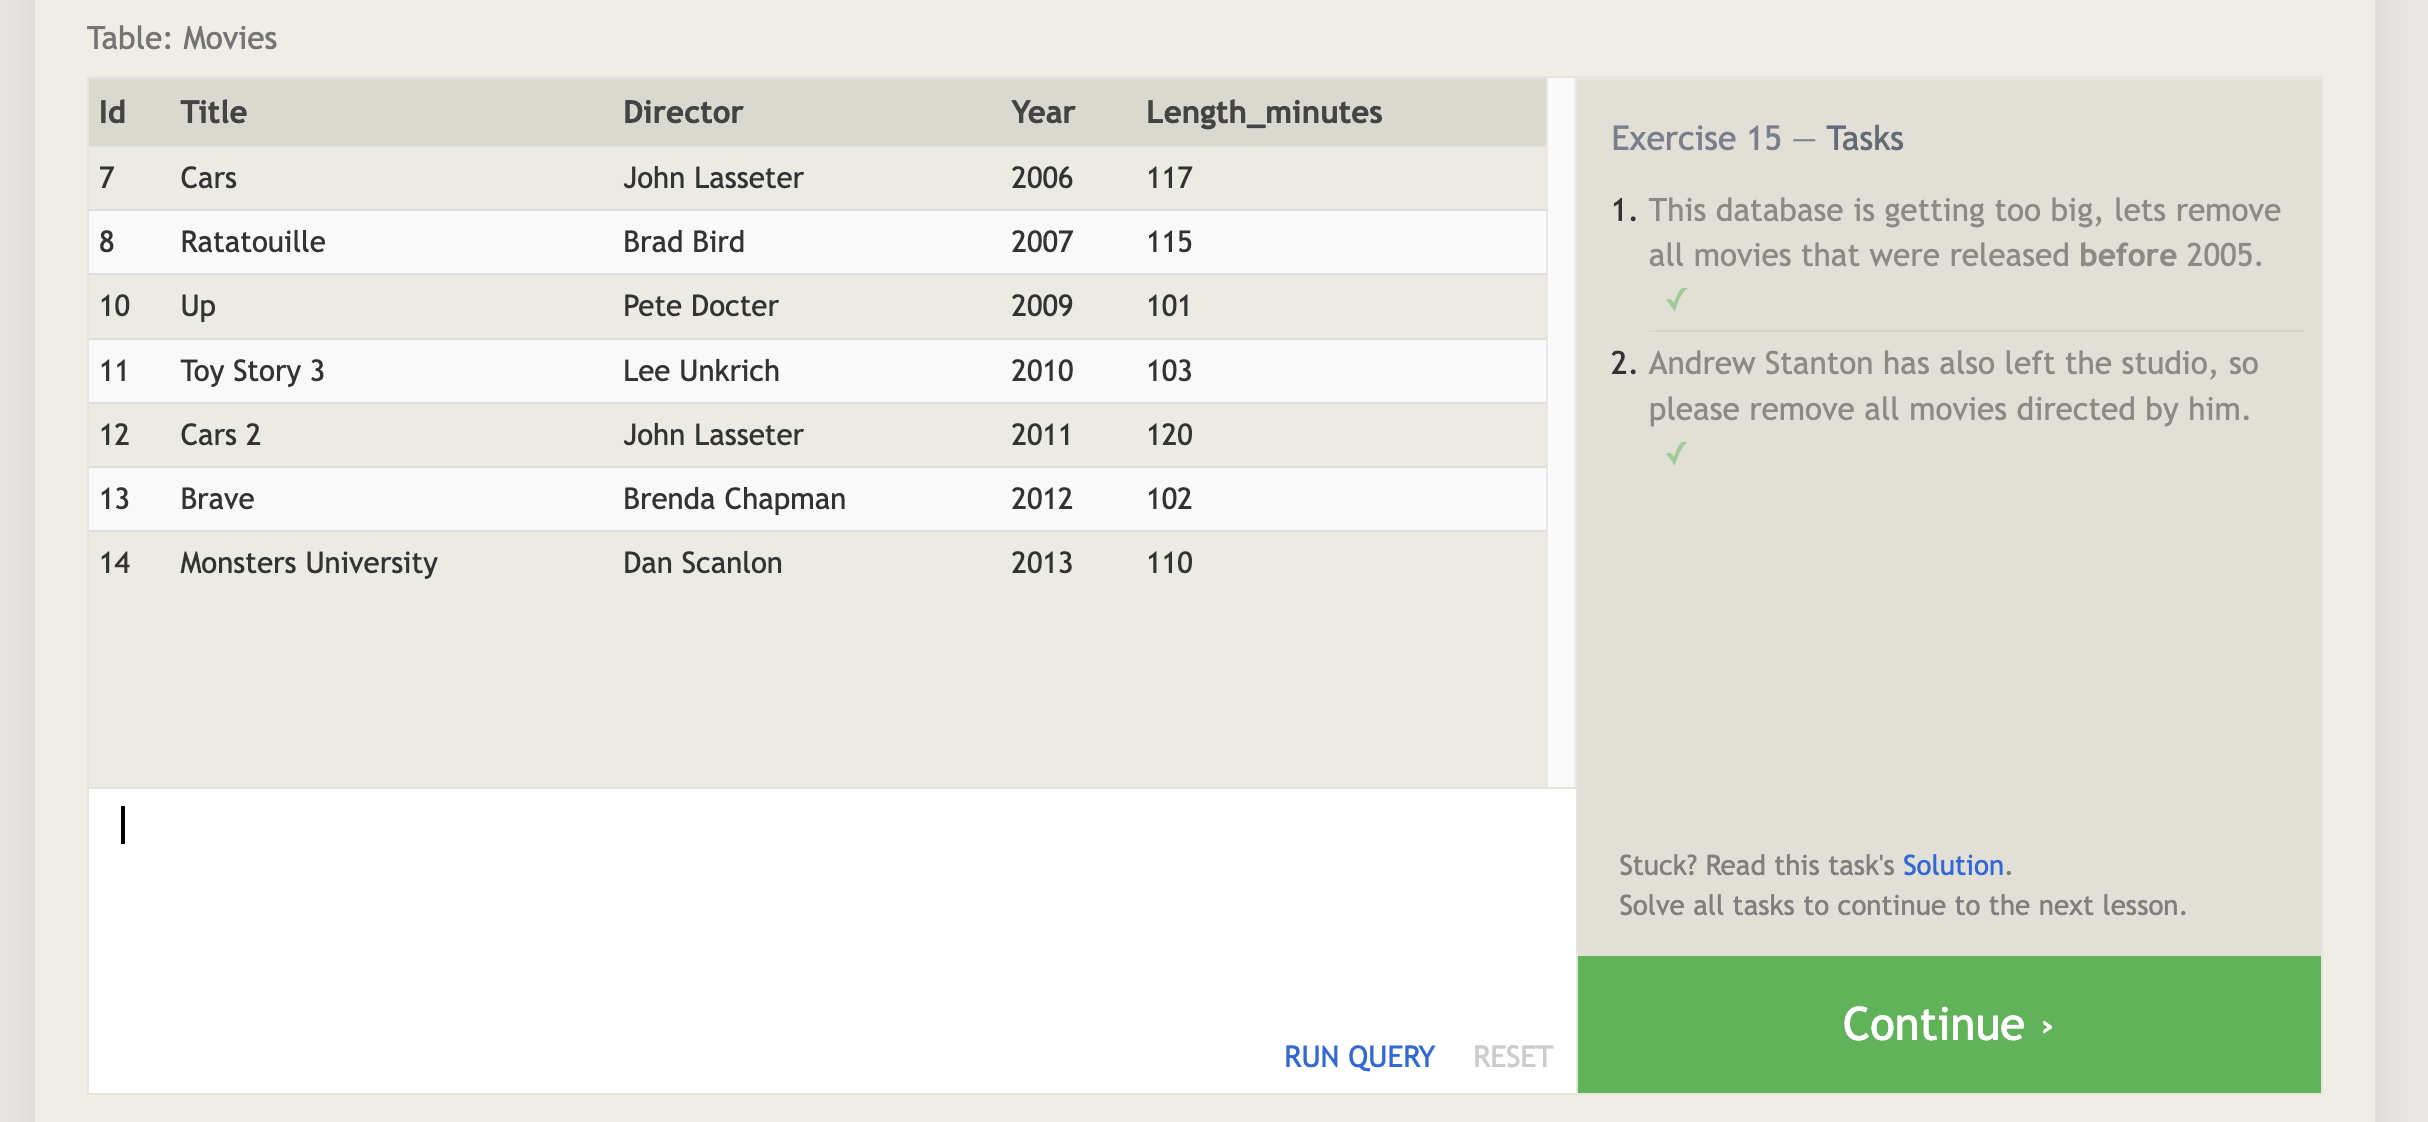 Table: Movies
Id Title Director Year Length_minutes
7 Cars John Lasseter 2006 117
8 Ratatouille Brad Bird 2007 115
10 Up Pete Docter 2009 101
11 Toy Story 3 Lee Unkrich 2010 103
12 Cars 2 John Lasseter 2011 120
13 Brave Brenda Chapman 2012 102
14 Monsters University Dan Scanlon 2013 110
RUN QUERY RESET
Exercise 15 — Tasks
1. This database is getting too big, lets remove
all movies that were released before 2005.
✓
2. Andrew Stanton has also left the studio, so
please remove all movies directed by him.
✓
Stuck? Read this task's Solution.
Solve all tasks to continue to the next lesson.
Continue ›